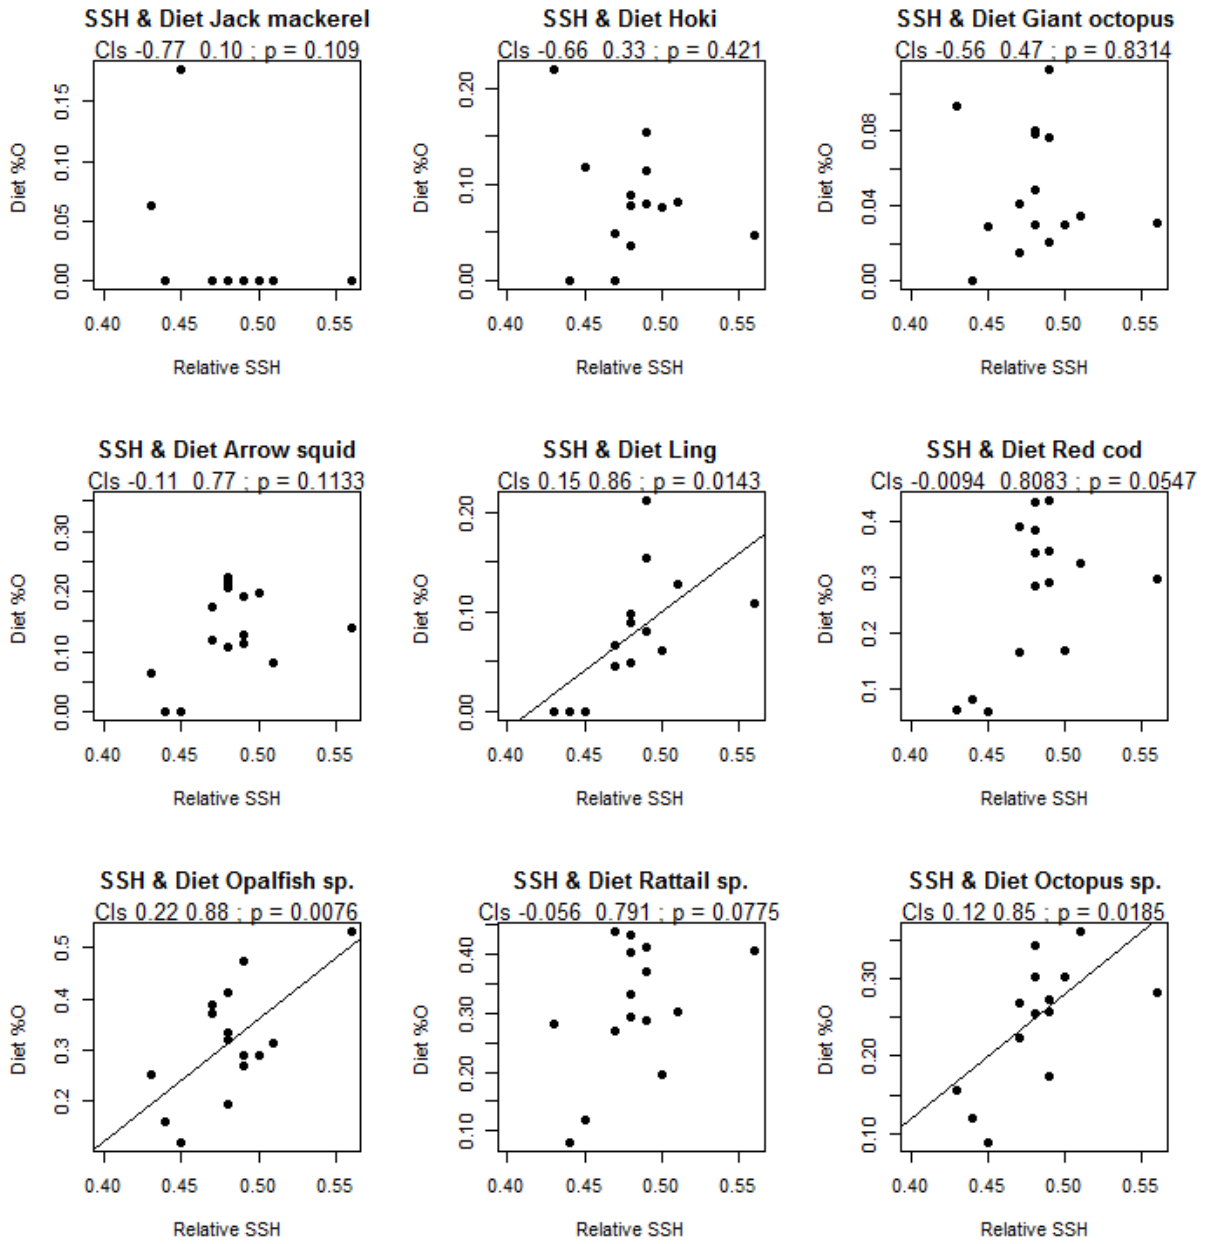 SSH & Diet Jack mackerel
CIs -0.77 0.10 ; p = 0.109
Diet %O
0.00 0.05 0.10 0.15
0.40 0.45 0.50 0.55
Relative SSH
SSH & Diet Hoki
CIs -0.66 0.33 ; p = 0.421
Diet %O
0.00 0.10 0.20
0.40 0.45 0.50 0.55
Relative SSH
SSH & Diet Giant octopus
CIs -0.56 0.47 ; p = 0.8314
Diet %O
0.00 0.04 0.08
0.40 0.45 0.50 0.55
Relative SSH
SSH & Diet Arrow squid
CIs -0.11 0.77 ; p = 0.1133
Diet %O
0.00 0.10 0.20 0.30
0.40 0.45 0.50 0.55
Relative SSH
SSH & Diet Ling
CIs 0.15 0.86 ; p = 0.0143
Diet %O
0.00 0.10 0.20
0.40 0.45 0.50 0.55
Relative SSH
SSH & Diet Red cod
CIs -0.0094 0.8083 ; p = 0.0547
Diet %O
0.1 0.2 0.3 0.4
0.40 0.45 0.50 0.55
Relative SSH
SSH & Diet Opalfish sp.
CIs 0.22 0.88 ; p = 0.0076
Diet %O
0.2 0.3 0.4 0.5
0.40 0.45 0.50 0.55
Relative SSH
SSH & Diet Rattail sp.
CIs -0.056 0.791 ; p = 0.0775
Diet %O
0.10 0.20 0.30 0.40
0.40 0.45 0.50 0.55
Relative SSH
SSH & Diet Octopus sp.
CIs 0.12 0.85 ; p = 0.0185
Diet %O
0.10 0.20 0.30
0.40 0.45 0.50 0.55
Relative SSH